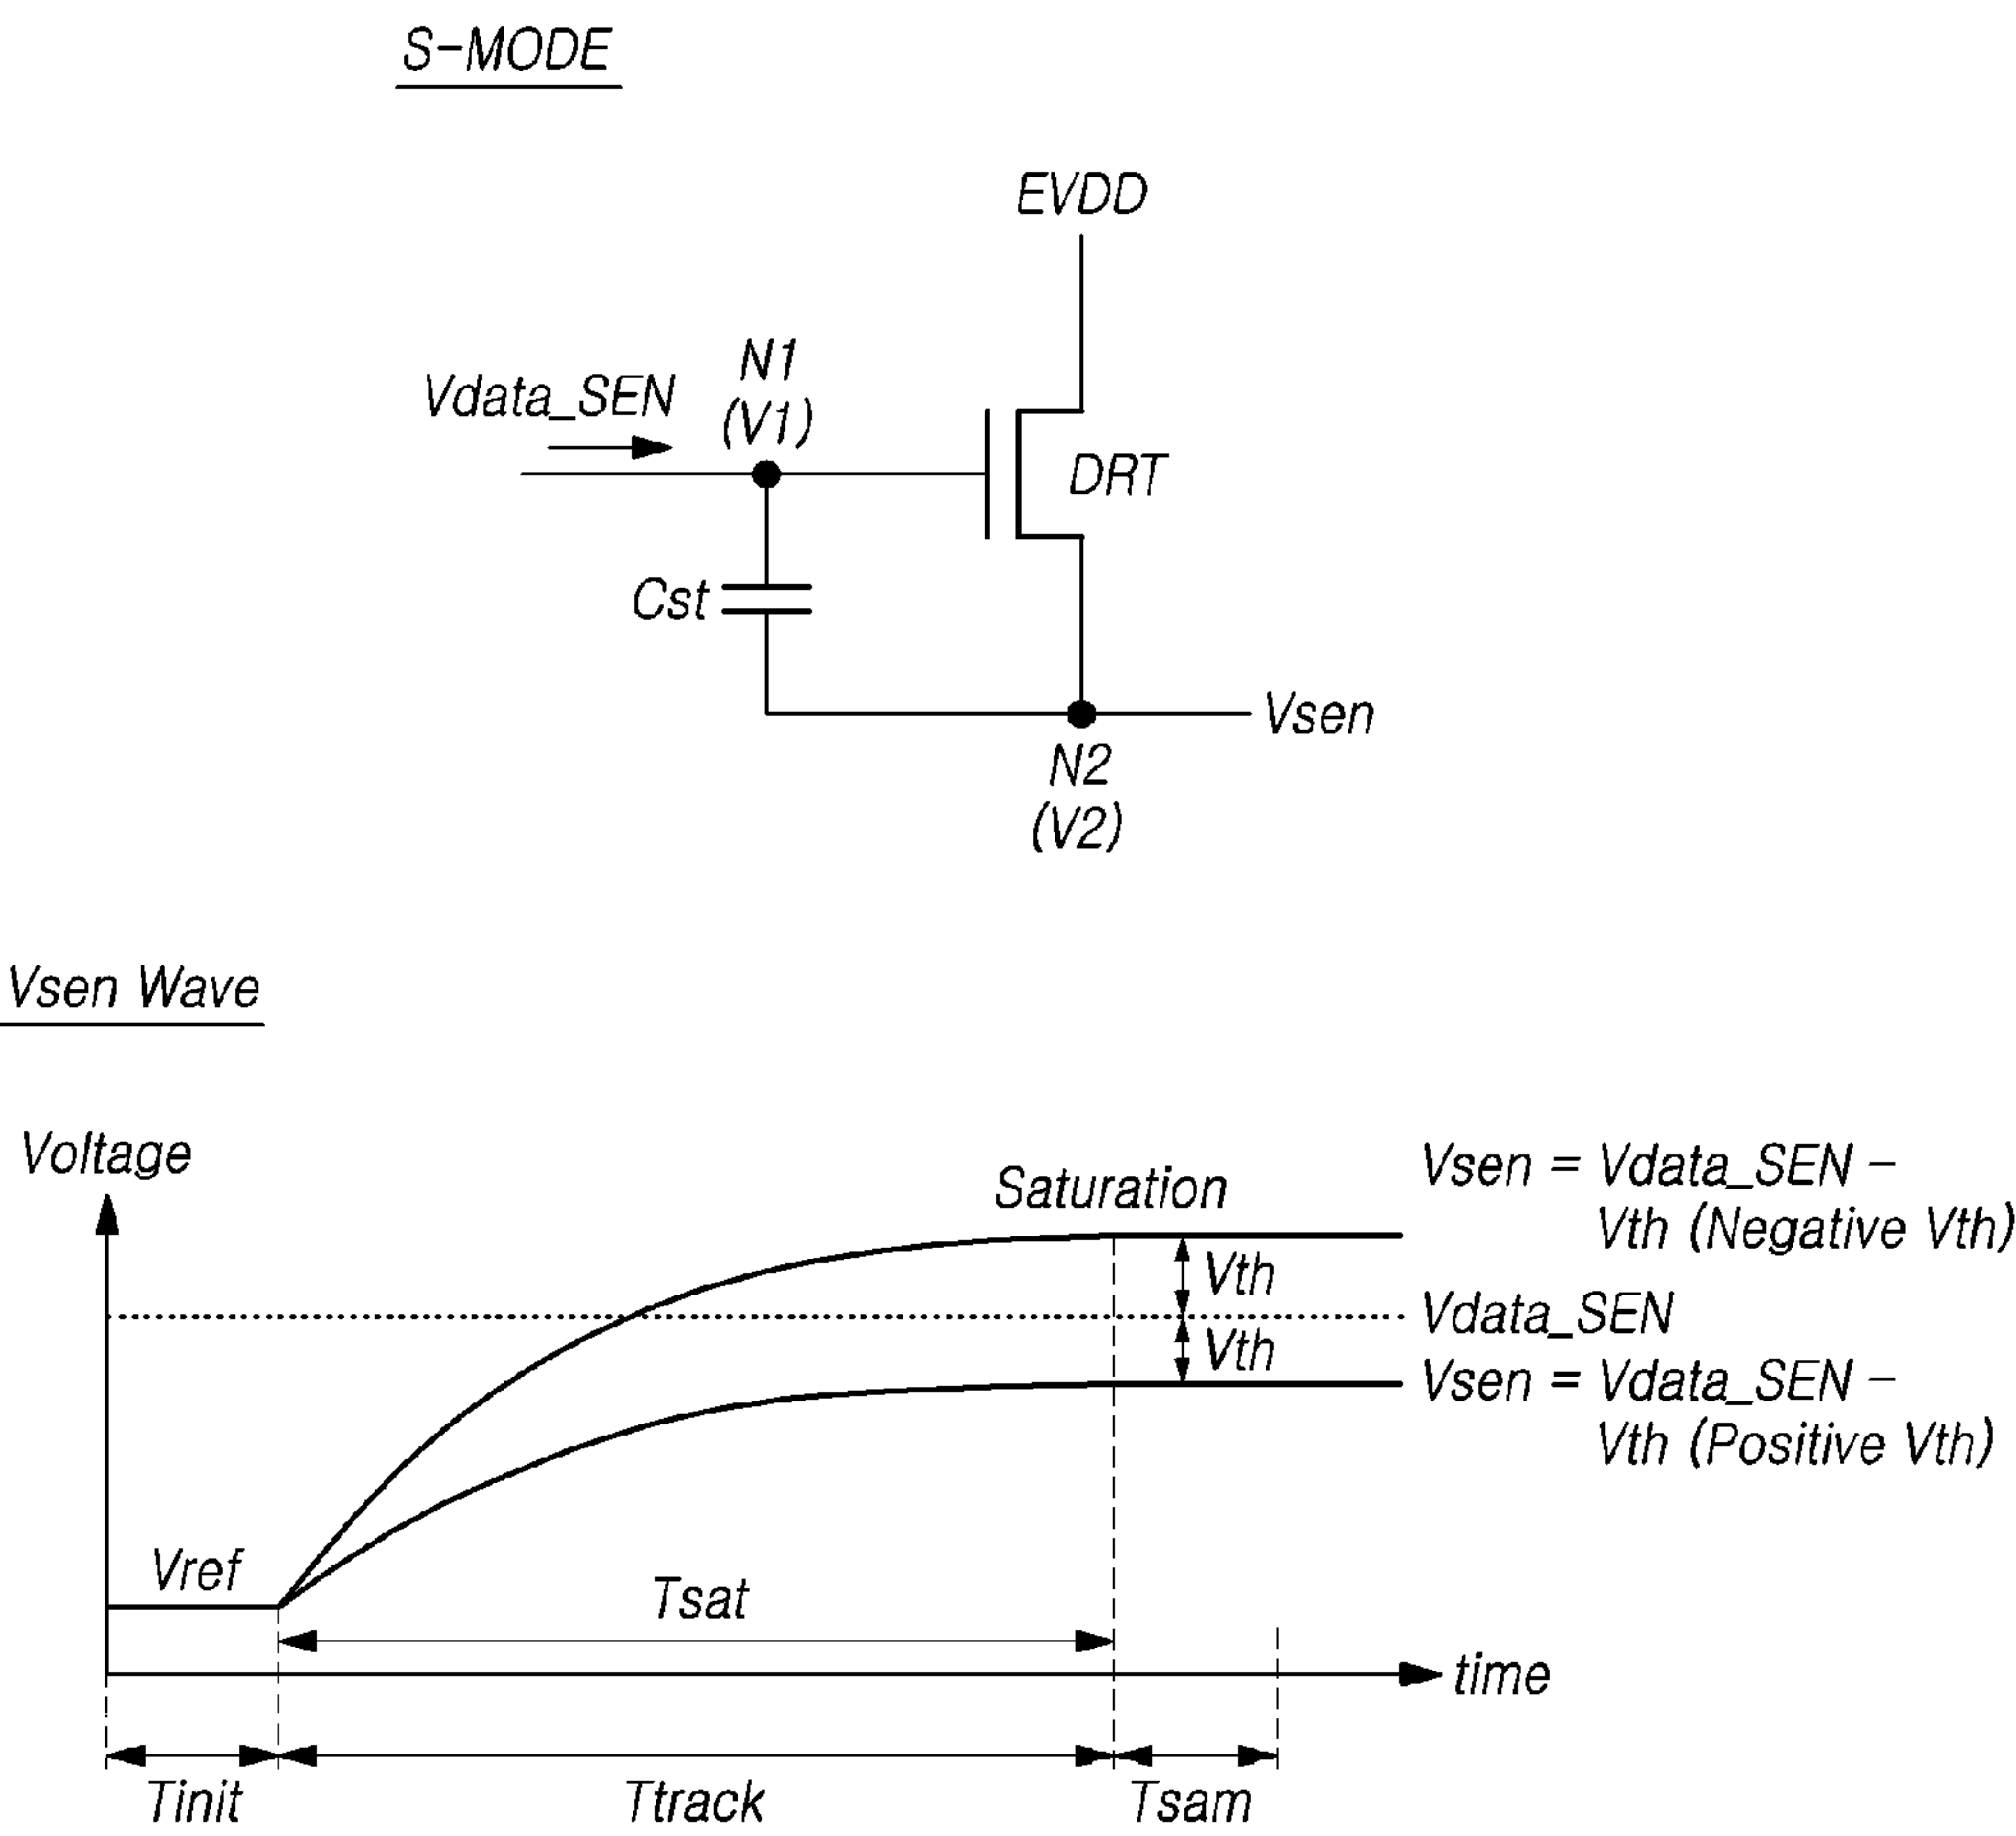 S-MODE
EVDD
N1
Vdata_SEN
(V1)
DRT
Cst
Vsen
N2
(V2)
Vsen Wave
Voltage
Saturation
Vsen = Vdata_SEN –
Vth (Negative Vth)
Vth
Vdata_SEN
Vth
Vsen = Vdata_SEN –
Vth (Positive Vth)
Vref
Tsat
time
Tinit
Ttrack
Tsam